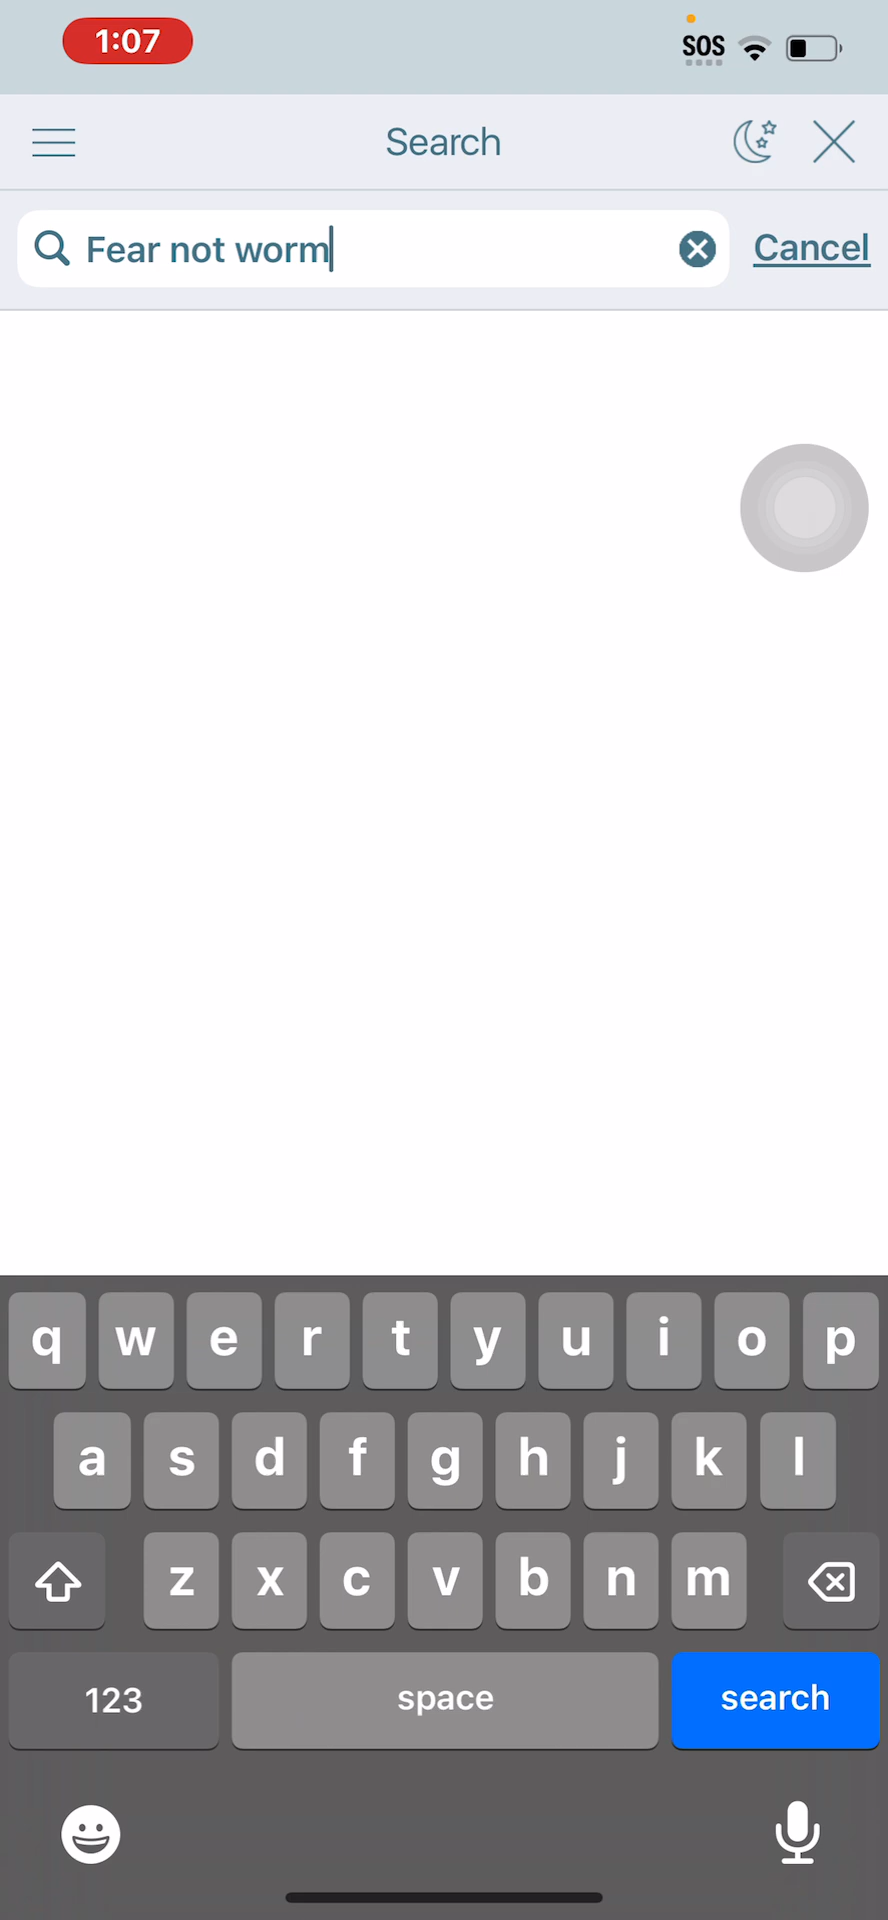 1:07
SOS
Search
Fear not worm
Cancel
q w e r t y u i o p
a s d f g h j k l
z x c v b n m
123 space search